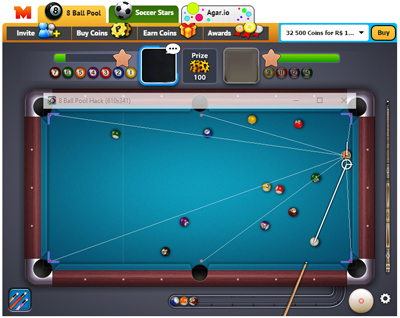 M
8 Ball Pool
Soccer Stars
Agar.io
Invite
Buy Coins
Earn Coins
Awards
32 500 Coins for R$ 1...
Buy
Prize
100
8 Ball Pool Hack (610x341)